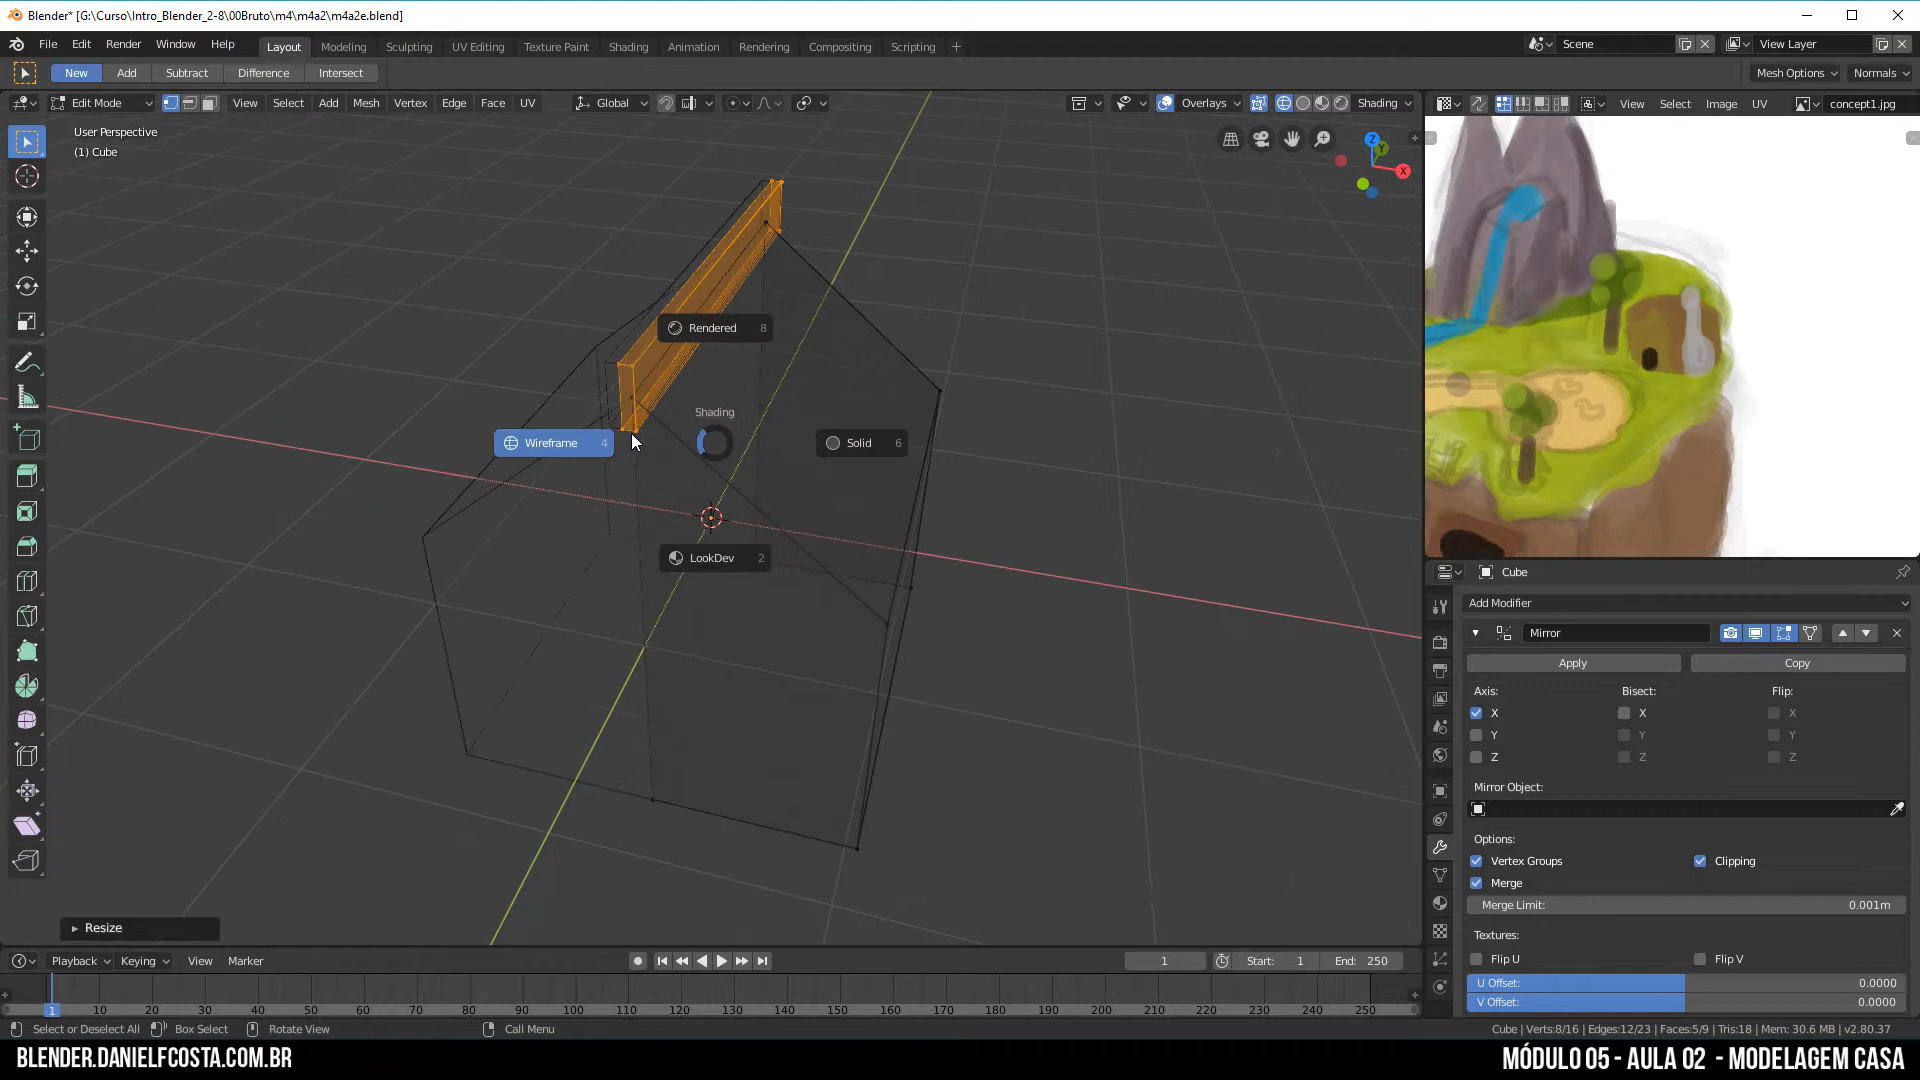 Blender* [G:\Curso\Intro_Blender_2-8\00Bruto\m4\m4a2\m4a2e.blend]
File Edit Render Window Help Layout Modeling Sculpting UV Editing Texture Paint Shading Animation Rendering Compositing Scripting + Scene View Layer
New Add Subtract Difference Intersect Mesh Options Normals
Edit Mode View Select Add Mesh Vertex Edge Face UV Global Overlays Shading View Select Image UV concept1.jpg
User Perspective
(1) Cube
Z
Y
X
Rendered 8
Shading
Wireframe 4
Solid 6
LookDev 2
Cube
Add Modifier
Mirror
Apply Copy
Axis: Bisect: Flip:
X X X
Y Y Y
Z Z Z
Mirror Object:
Options:
Vertex Groups Clipping
Merge
Merge Limit: 0.001m
Textures:
Flip U Flip V
U Offset: 0.0000
V Offset: 0.0000
Resize
Playback Keying View Marker 1 Start: 1 End: 250
1 10 20 30 40 50 60 70 80 90 100 110 120 130 140 150 160 170 180 190 200 210 220 230 240 250
Select or Deselect All Box Select Rotate View Call Menu Cube | Verts:8/16 | Edges:12/23 | Faces:5/9 | Tris:18 | Mem: 30.6 MB | v2.80.37
BLENDER.DANIELFCOSTA.COM.BR MÓDULO 05 - AULA 02 - MODELAGEM CASA